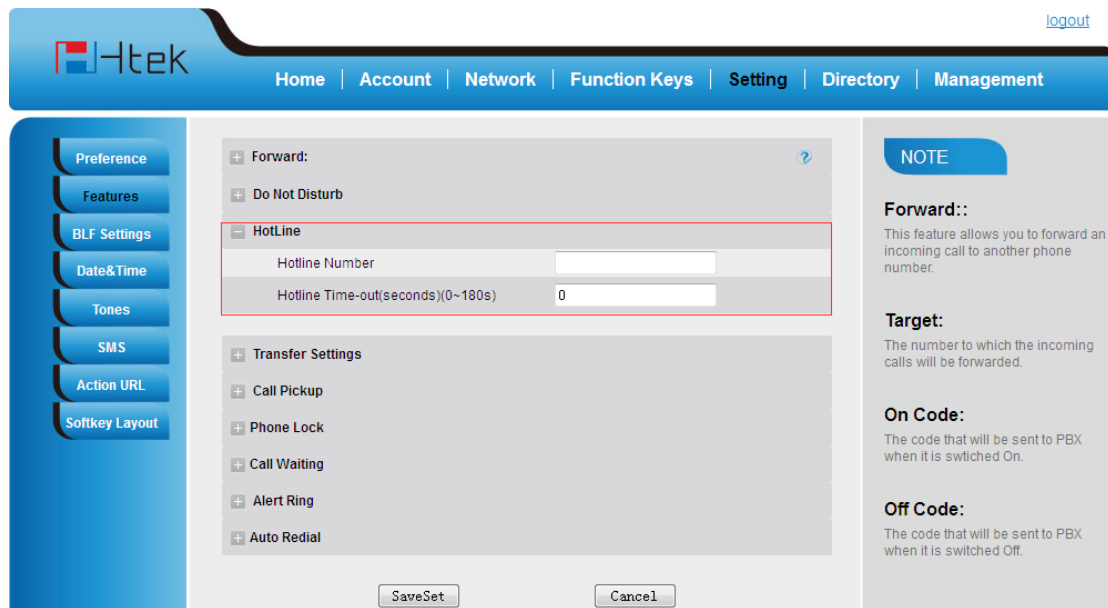 logout
Htek
Home | Account | Network | Function Keys | Setting | Directory | Management
Preference
Features
BLF Settings
Date&Time
Tones
SMS
Action URL
Softkey Layout
Forward:
Do Not Disturb
HotLine
Hotline Number
Hotline Time-out(seconds)(0~180s) 0
Transfer Settings
Call Pickup
Phone Lock
Call Waiting
Alert Ring
Auto Redial
SaveSet Cancel
NOTE
Forward::
This feature allows you to forward an
incoming call to another phone
number.
Target:
The number to which the incoming
calls will be forwarded.
On Code:
The code that will be sent to PBX
when it is swtiched On.
Off Code:
The code that will be sent to PBX
when it is switched Off.